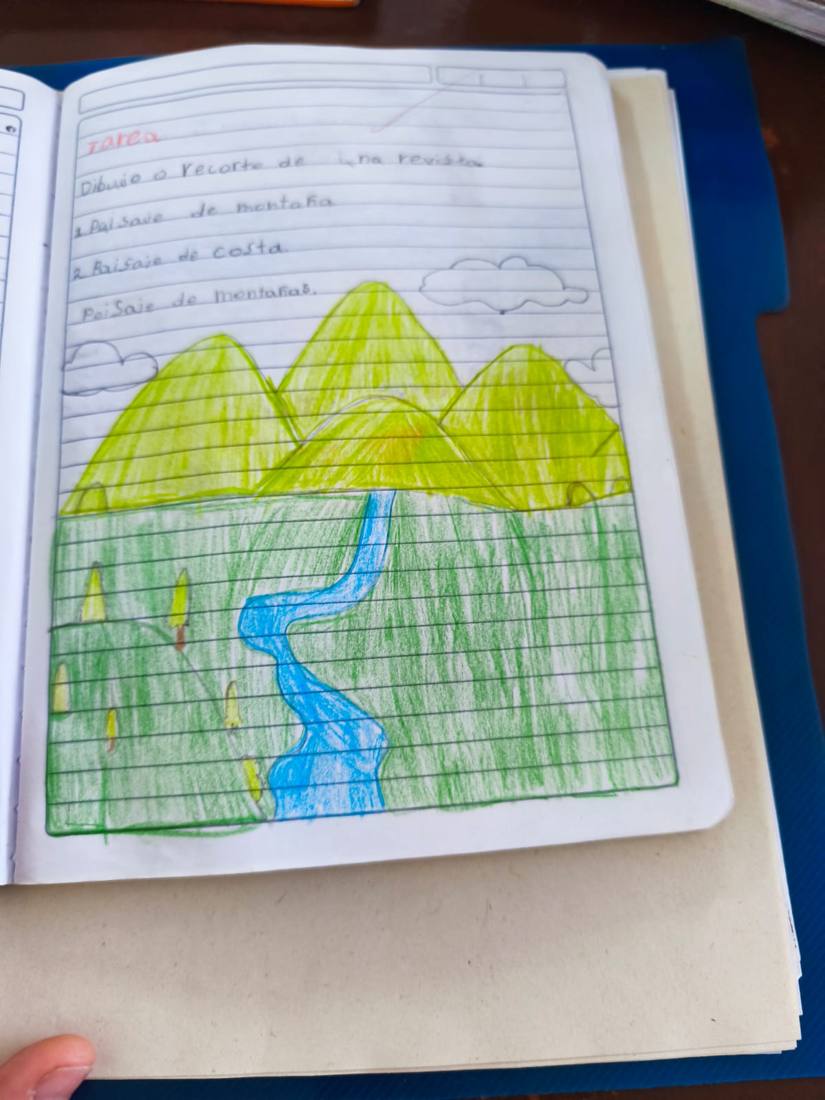 Tarea
Dibujo o recorte de una revista
1. Paisaje de montaña
2. Paisaje de costa.
Paisaje de montañas.